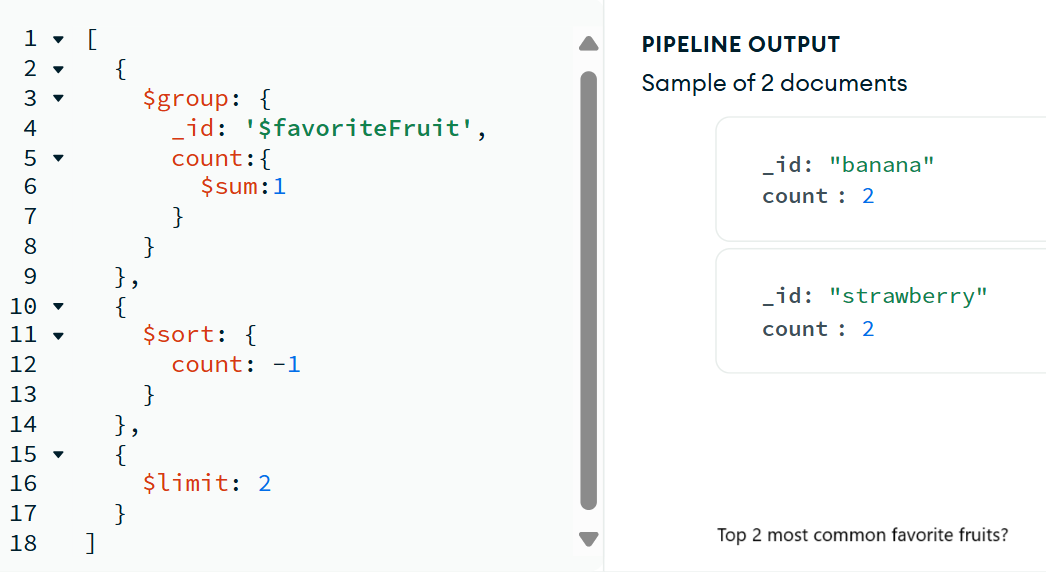 1 [
2 {
3 $group: {
4 _id: '$favoriteFruit',
5 count:{
6 $sum:1
7 }
8 }
9 },
10 {
11 $sort: {
12 count: -1
13 }
14 },
15 {
16 $limit: 2
17 }
18 ]
PIPELINE OUTPUT
Sample of 2 documents
_id: "banana"
count : 2
_id: "strawberry"
count : 2
Top 2 most common favorite fruits?